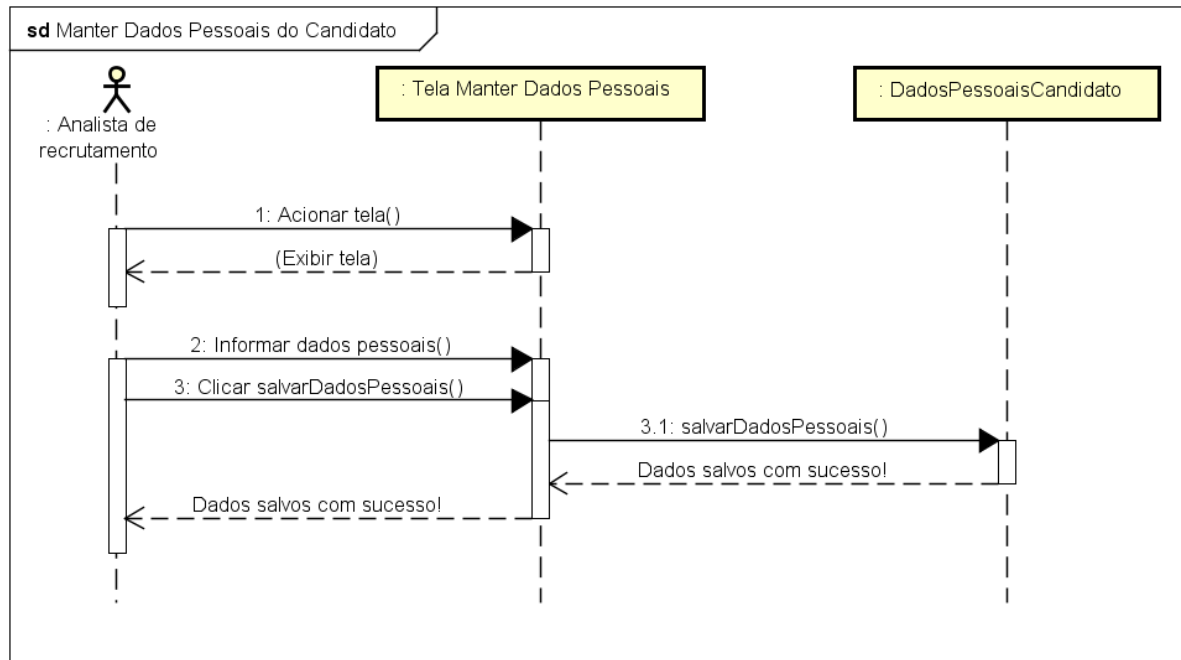 sd Manter Dados Pessoais do Candidato
: Analista de
recrutamento
: Tela Manter Dados Pessoais
: DadosPessoaisCandidato
1: Acionar tela()
(Exibir tela)
2: Informar dados pessoais()
3: Clicar salvarDadosPessoais()
3.1: salvarDadosPessoais()
Dados salvos com sucesso!
Dados salvos com sucesso!